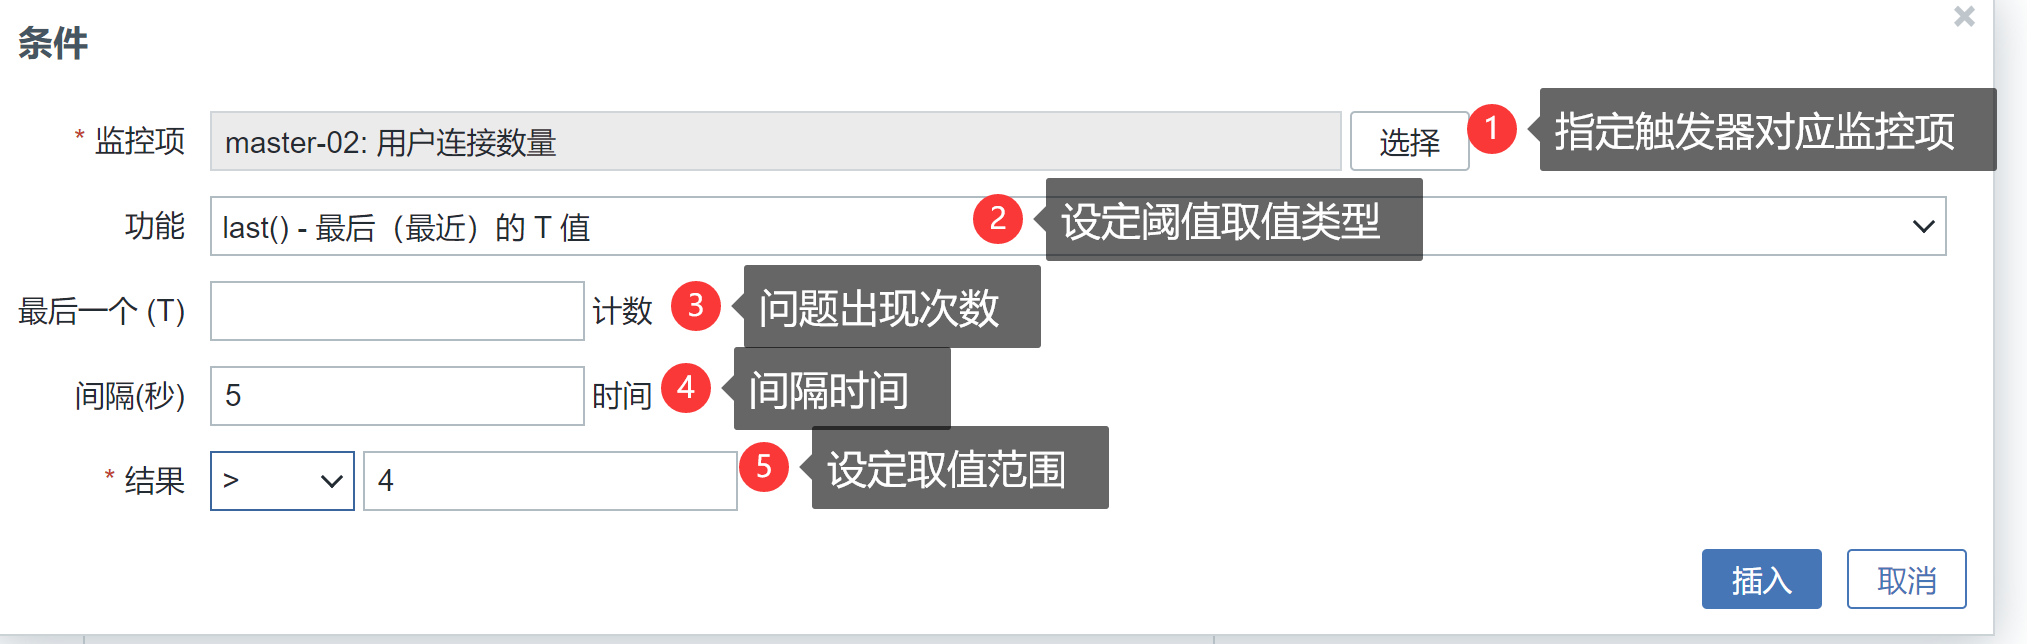 条件
* 监控项 master-02: 用户连接数量 选择 1 指定触发器对应监控项
功能 last() - 最后（最近）的 T 值 2 设定阈值取值类型
最后一个 (T) 计数 3 问题出现次数
间隔(秒) 5 时间 4 间隔时间
* 结果 > 4 5 设定取值范围
插入 取消